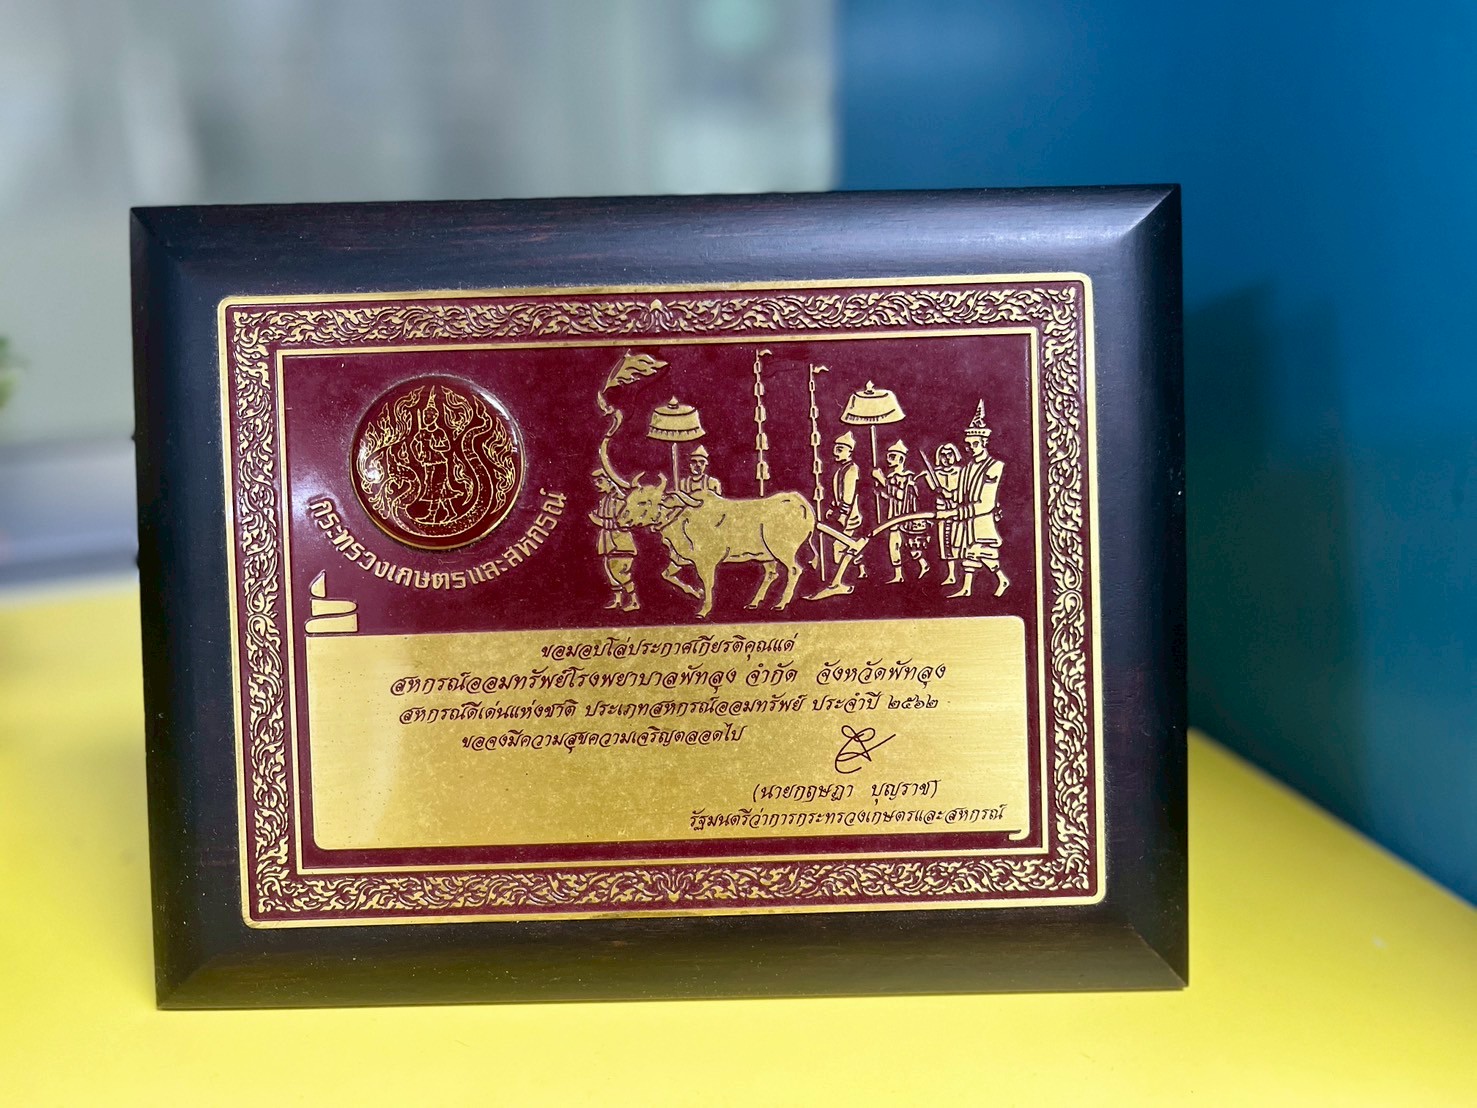 กระทรวงเกษตรและสหกรณ์
ขอมอบโล่ประกาศเกียรติคุณแด่
สหกรณ์ออมทรัพย์โรงพยาบาลพัทลุง จำกัด จังหวัดพัทลุง
สหกรณ์ดีเด่นแห่งชาติ ประเภทสหกรณ์ออมทรัพย์ ประจำปี ๒๕๖๒
ขอจงมีความสุขความเจริญตลอดไป
(นายกฤษฎา บุญราช)
รัฐมนตรีว่าการกระทรวงเกษตรและสหกรณ์